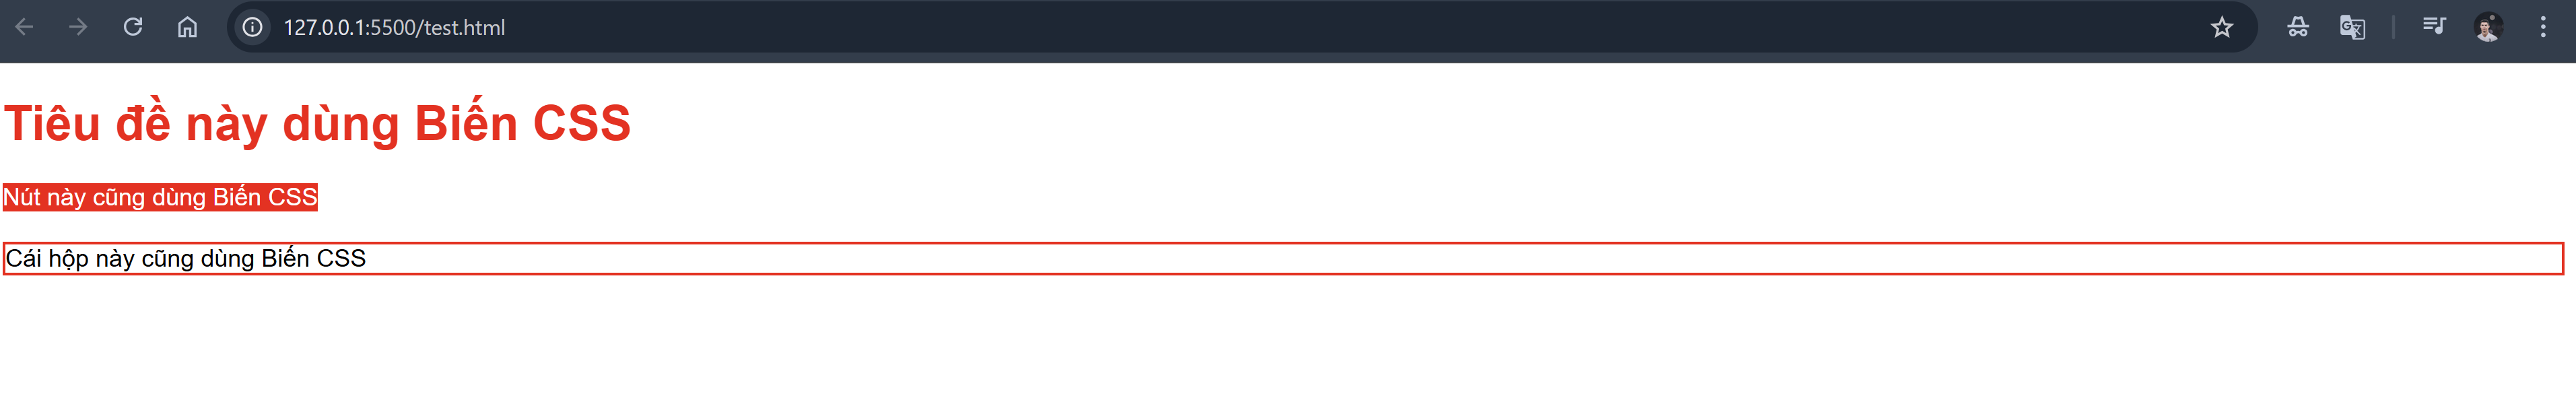 127.0.0.1:5500/test.html
Tiêu đề này dùng Biến CSS
Nút này cũng dùng Biến CSS
Cái hộp này cũng dùng Biến CSS